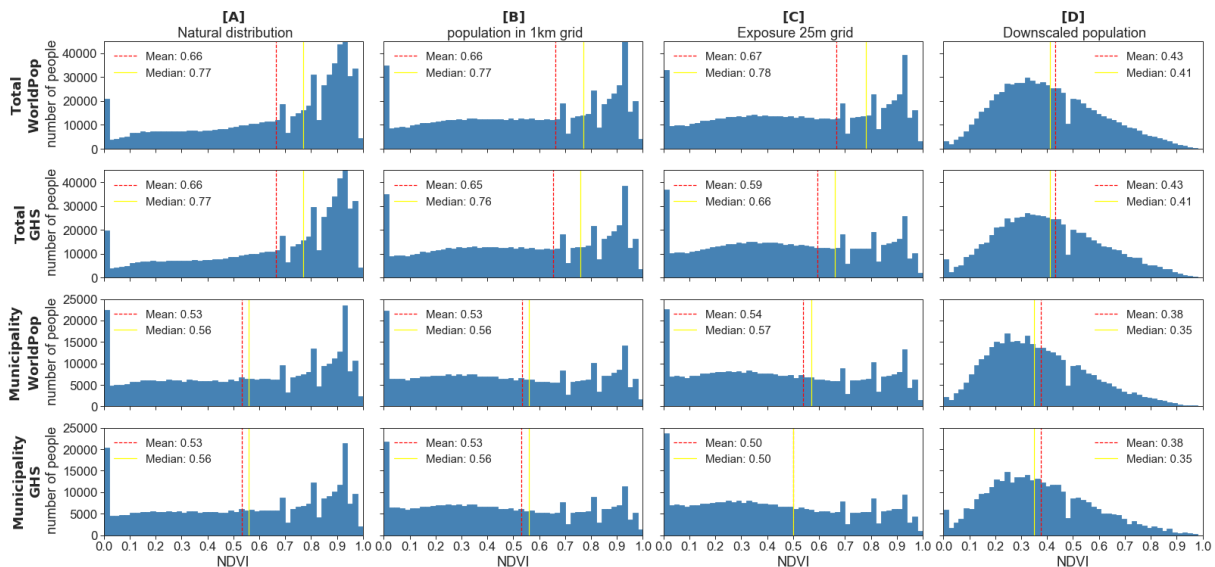 [A] [B] [C] [D]
Natural distribution population in 1km grid Exposure 25m grid Downscaled population
Total
WorldPop
number of people
40000
30000
20000
10000
0
Mean: 0.66
Median: 0.77
Mean: 0.66
Median: 0.77
Mean: 0.67
Median: 0.78
Mean: 0.43
Median: 0.41
Total
GHS
number of people
40000
30000
20000
10000
0
Mean: 0.66
Median: 0.77
Mean: 0.65
Median: 0.76
Mean: 0.59
Median: 0.66
Mean: 0.43
Median: 0.41
Municipality
WorldPop
number of people
25000
20000
15000
10000
5000
0
Mean: 0.53
Median: 0.56
Mean: 0.53
Median: 0.56
Mean: 0.54
Median: 0.57
Mean: 0.38
Median: 0.35
Municipality
GHS
number of people
25000
20000
15000
10000
5000
0
Mean: 0.53
Median: 0.56
Mean: 0.53
Median: 0.56
Mean: 0.50
Median: 0.50
Mean: 0.38
Median: 0.35
0.0 0.1 0.2 0.3 0.4 0.5 0.6 0.7 0.8 0.9 1.0 0.0 0.1 0.2 0.3 0.4 0.5 0.6 0.7 0.8 0.9 1.0 0.0 0.1 0.2 0.3 0.4 0.5 0.6 0.7 0.8 0.9 1.0 0.0 0.1 0.2 0.3 0.4 0.5 0.6 0.7 0.8 0.9 1.0
NDVI NDVI NDVI NDVI